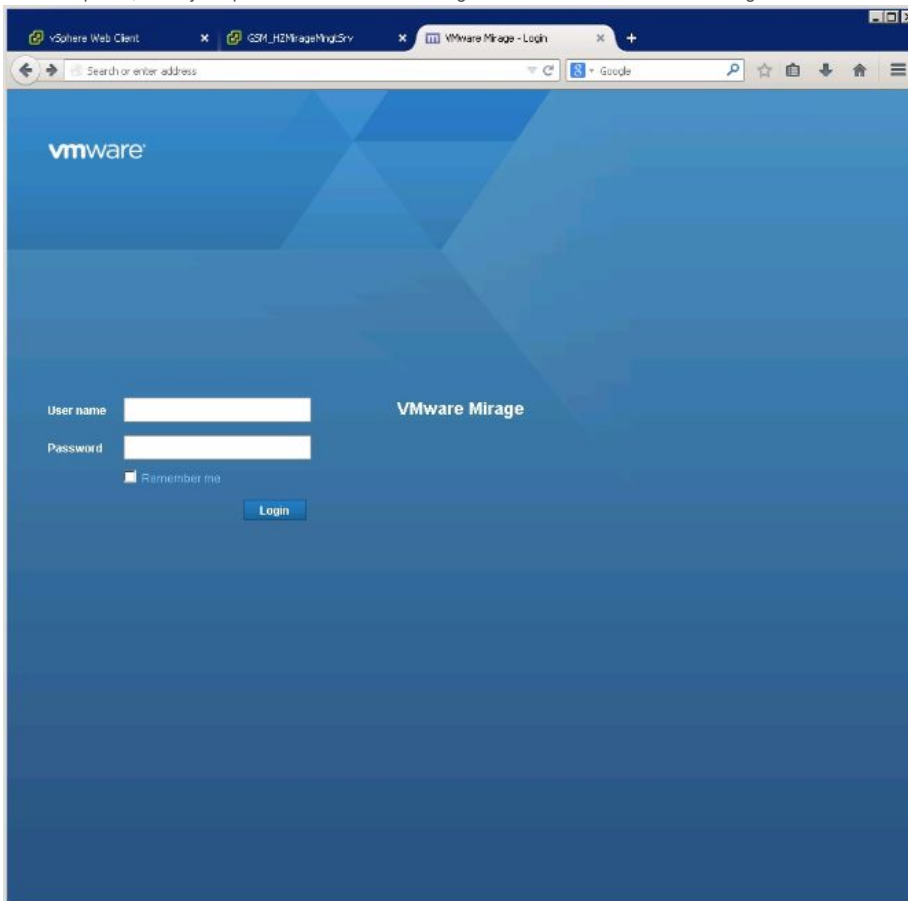 vSphere Web Client
GSM_HZMirageMngtSrv
VMware Mirage - Login
Search or enter address
Google
vmware
User name
VMware Mirage
Password
Remember me
Login